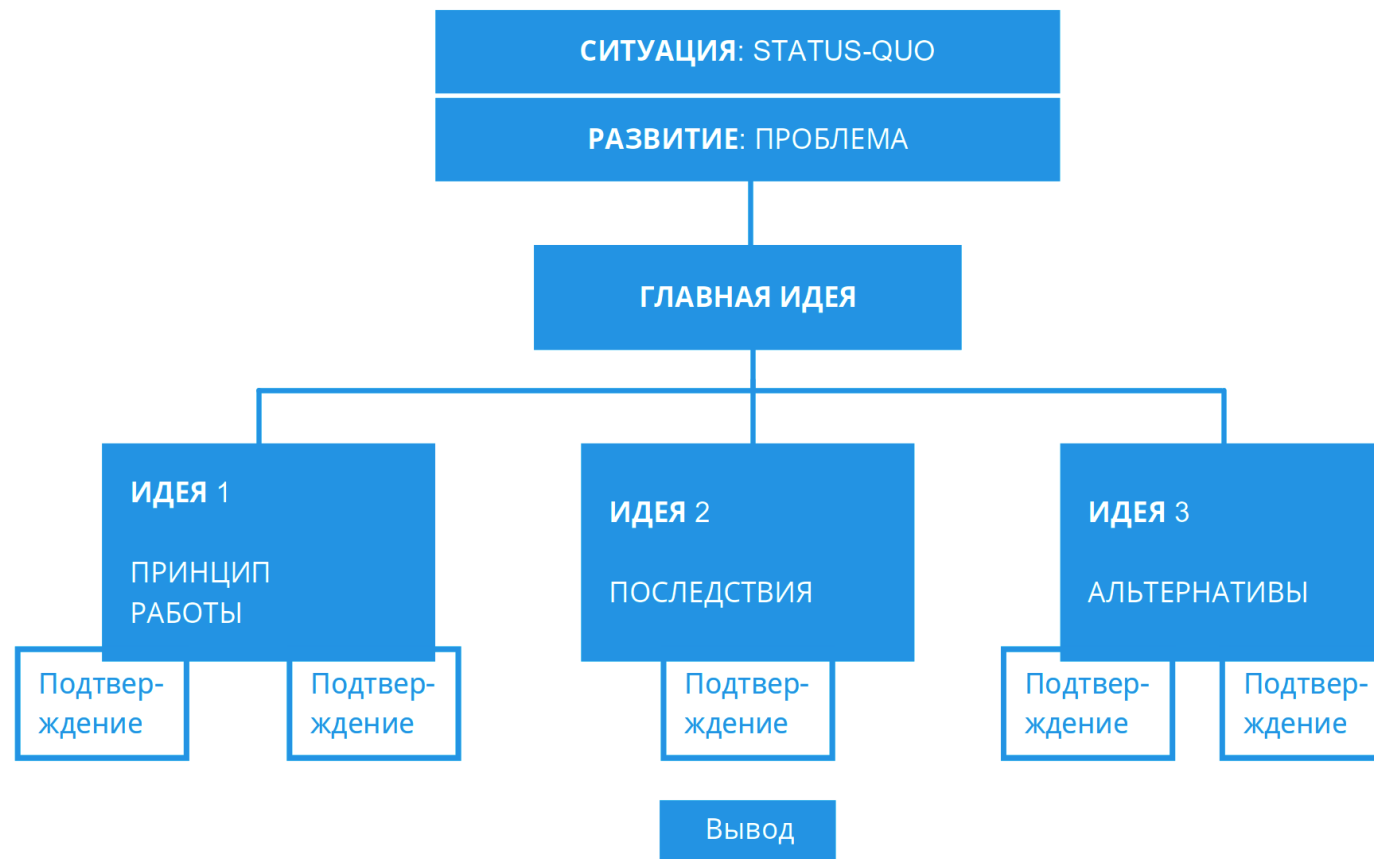 СИТУАЦИЯ: STATUS-QUO
РАЗВИТИЕ: ПРОБЛЕМА
ГЛАВНАЯ ИДЕЯ
ИДЕЯ 1
ПРИНЦИП
РАБОТЫ
ИДЕЯ 2
ПОСЛЕДСТВИЯ
ИДЕЯ 3
АЛЬТЕРНАТИВЫ
Подтвер-
ждение
Подтвер-
ждение
Подтвер-
ждение
Подтвер-
ждение
Подтвер-
ждение
Вывод